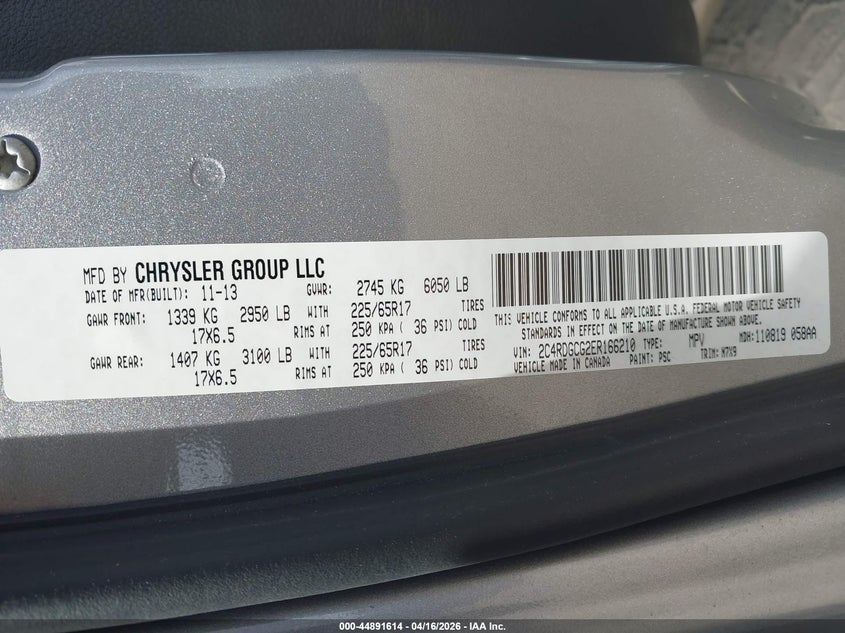 MFD BY CHRYSLER GROUP LLC
DATE OF MFR(BUILT): 11-13 GVWR: 2745 KG 6050 LB
GAWR FRONT: 1339 KG 2950 LB WITH 225/65R17 TIRES
17X6.5 RIMS AT 250 KPA ( 36 PSI) COLD
GAWR REAR: 1407 KG 3100 LB WITH 225/65R17 TIRES
17X6.5 RIMS AT 250 KPA ( 36 PSI) COLD
THIS VEHICLE CONFORMS TO ALL APPLICABLE U.S.A. FEDERAL MOTOR VEHICLE SAFETY
STANDARDS IN EFFECT ON THE DATE OF MANUFACTURE SHOWN ABOVE.
VIN: 2C4RDGCG2ER166210 TYPE: MPV MDH: 110819 058AA
VEHICLE MADE IN CANADA PAINT: PSC TRIM: N7X9
000-44891614 - 04/16/2026 - IAA Inc.